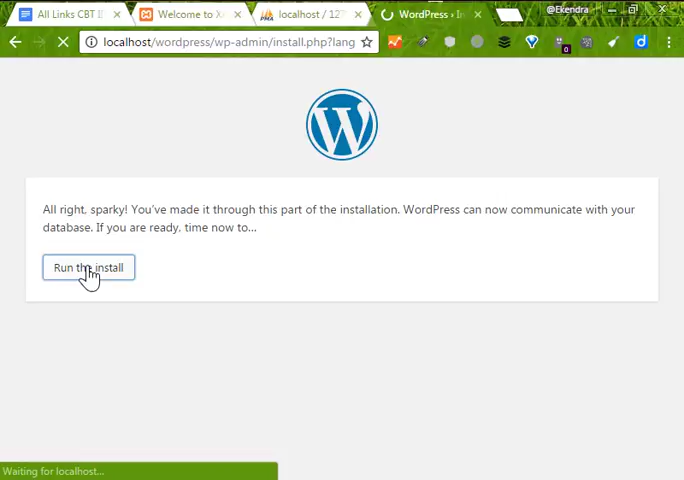 All Links CBT
Welcome to X
localhost / 127
WordPress › In
@Ekendra
localhost/wordpress/wp-admin/install.php?lang
0
All right, sparky! You've made it through this part of the installation. WordPress can now communicate with your
database. If you are ready, time now to...
Run the install
Waiting for localhost...